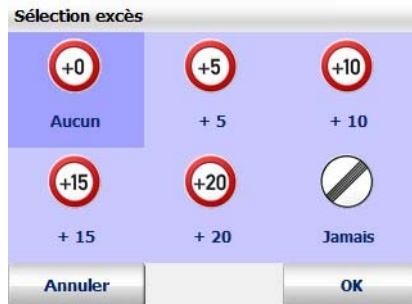 Sélection excès
+0 +5 +10
Aucun + 5 + 10
+15 +20
+ 15 + 20 Jamais
Annuler OK